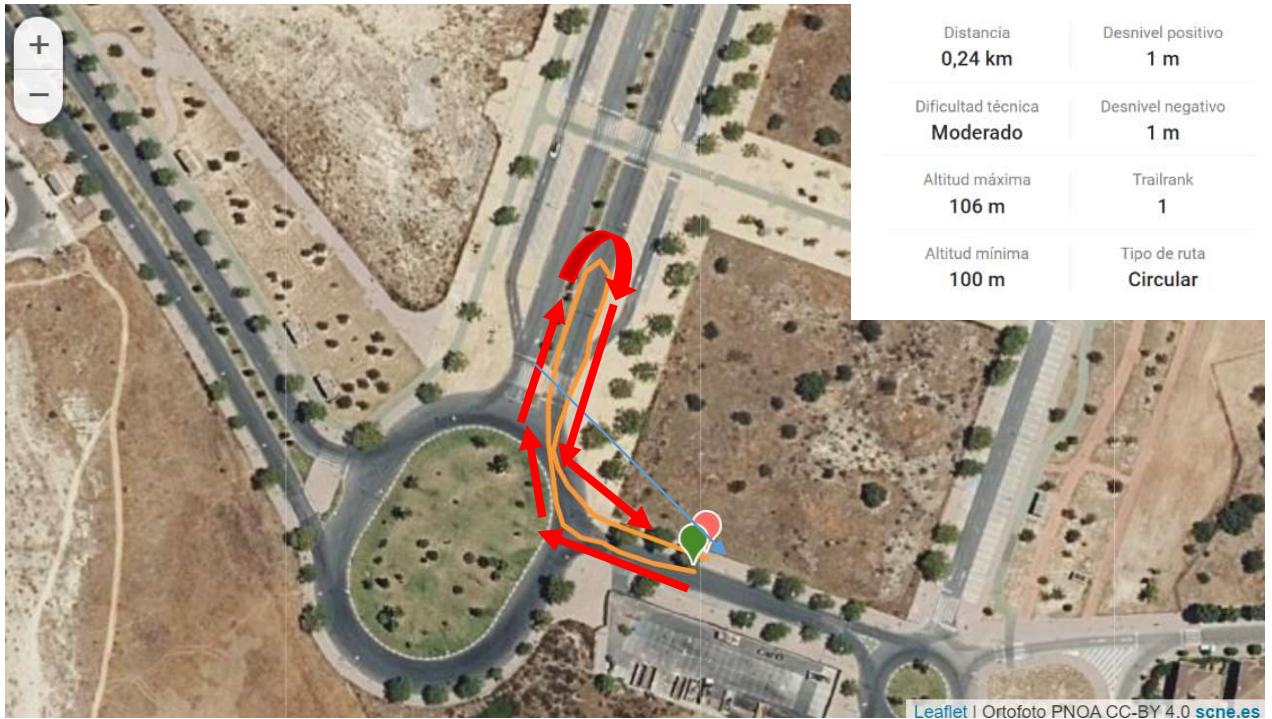 +
−
Distancia
0,24 km
Desnivel positivo
1 m
Dificultad técnica
Moderado
Desnivel negativo
1 m
Altitud máxima
106 m
Trailrank
1
Altitud mínima
100 m
Tipo de ruta
Circular
Leaflet | Ortofoto PNOA CC-BY 4.0 scne.es